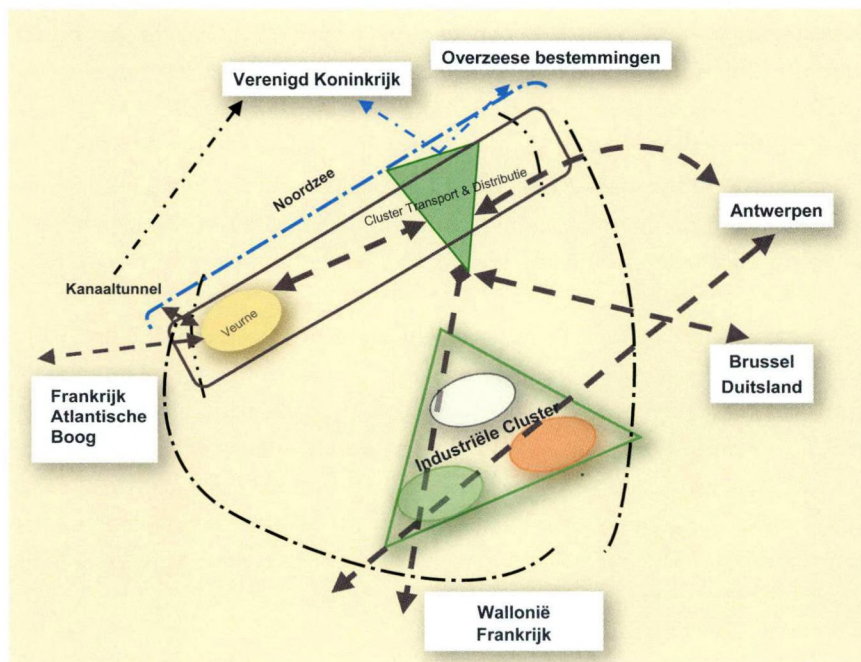 Overzeese bestemmingen
Verenigd Koninkrijk
Noordzee
Cluster Transport & Distributie
Antwerpen
Kanaaltunnel
Veurne
Brussel
Duitsland
Frankrijk
Atlantische
Boog
Industriële Cluster
Wallonië
Frankrijk